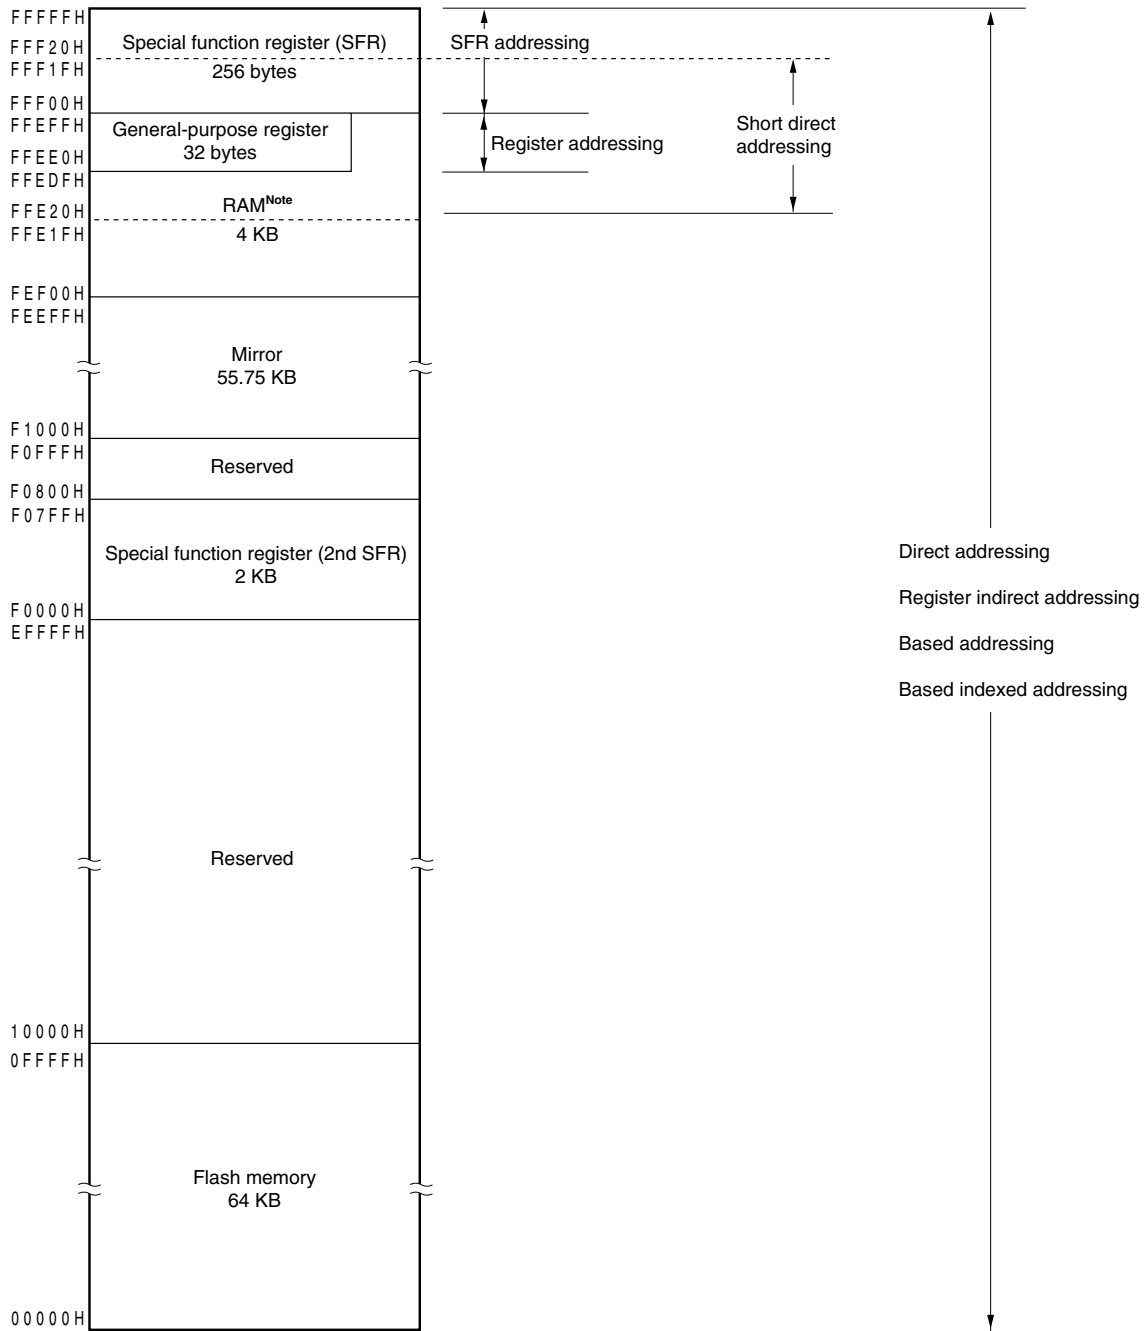 FFFFFH
Special function register (SFR)
256 bytes
SFR addressing
FFF20H
FFF1FH
FFF00H
FFEFFH
General-purpose register
32 bytes
Register addressing
Short direct
addressing
FFEE0H
FFEDFH
RAMNote
4 KB
FFE20H
FFE1FH
FEF00H
FEEFFH
Mirror
55.75 KB
F1000H
F0FFFH
Reserved
F0800H
F07FFH
Special function register (2nd SFR)
2 KB
Direct addressing
Register indirect addressing
Based addressing
Based indexed addressing
F0000H
EFFFFH
Reserved
10000H
0FFFFH
Flash memory
64 KB
00000H